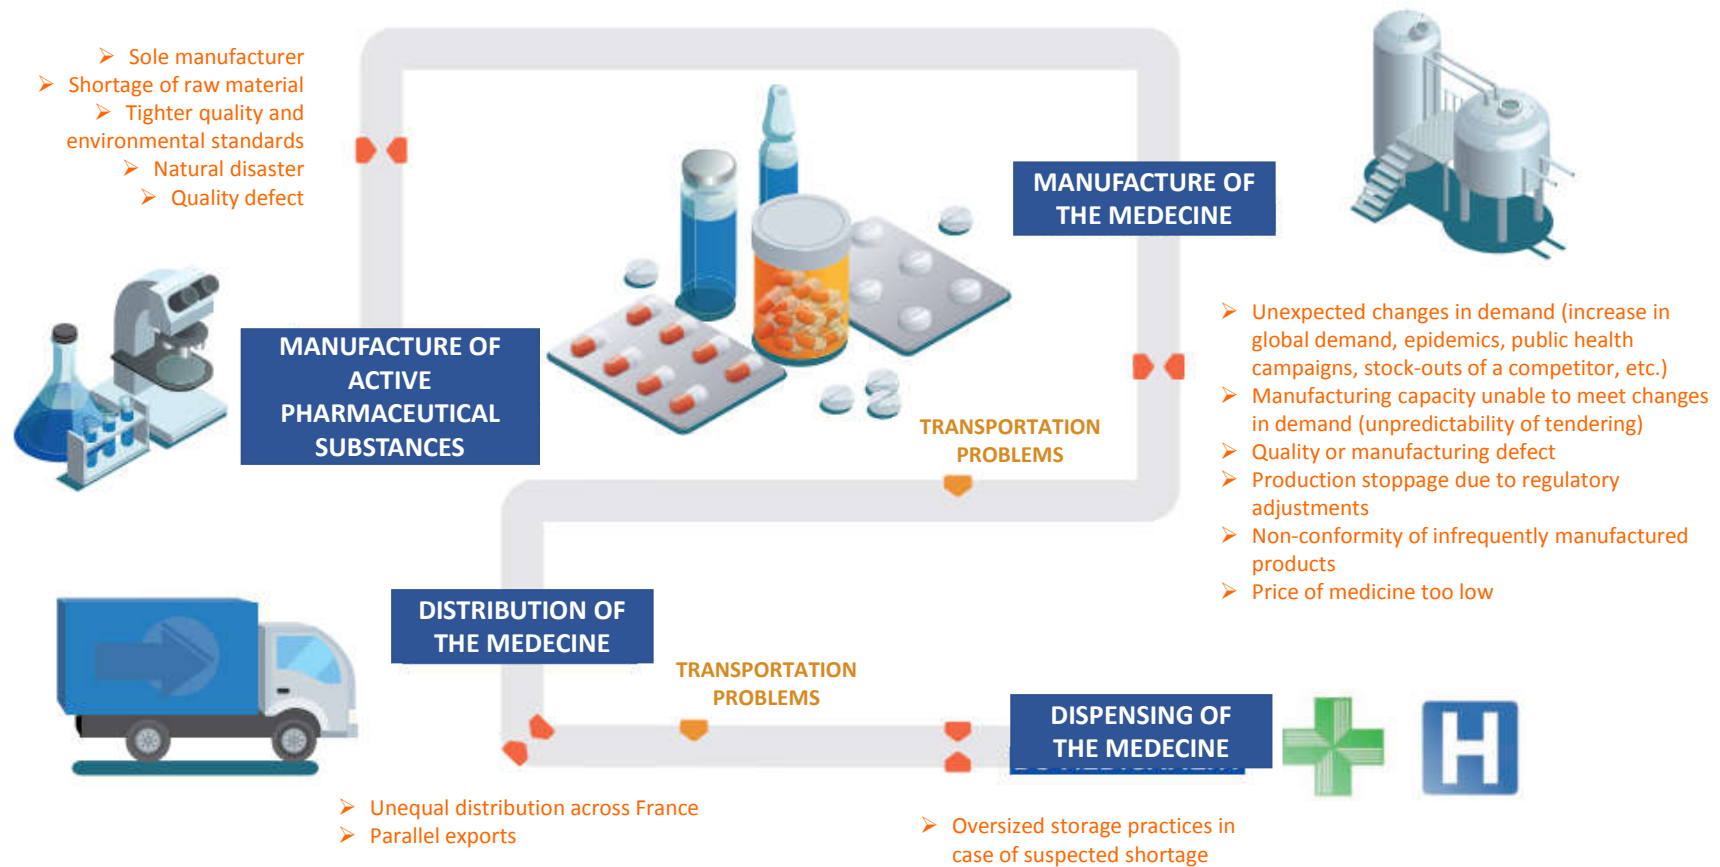 Sole manufacturer
Shortage of raw material
Tighter quality and
environmental standards
Natural disaster
Quality defect
MANUFACTURE OF
ACTIVE
PHARMACEUTICAL
SUBSTANCES
MANUFACTURE OF
THE MEDECINE
Unexpected changes in demand (increase in
global demand, epidemics, public health
campaigns, stock-outs of a competitor, etc.)
Manufacturing capacity unable to meet changes
in demand (unpredictability of tendering)
Quality or manufacturing defect
Production stoppage due to regulatory
adjustments
Non-conformity of infrequently manufactured
products
Price of medicine too low
TRANSPORTATION
PROBLEMS
DISTRIBUTION OF
THE MEDECINE
TRANSPORTATION
PROBLEMS
Unequal distribution across France
Parallel exports
DISPENSING OF
THE MEDECINE
H
Oversized storage practices in
case of suspected shortage